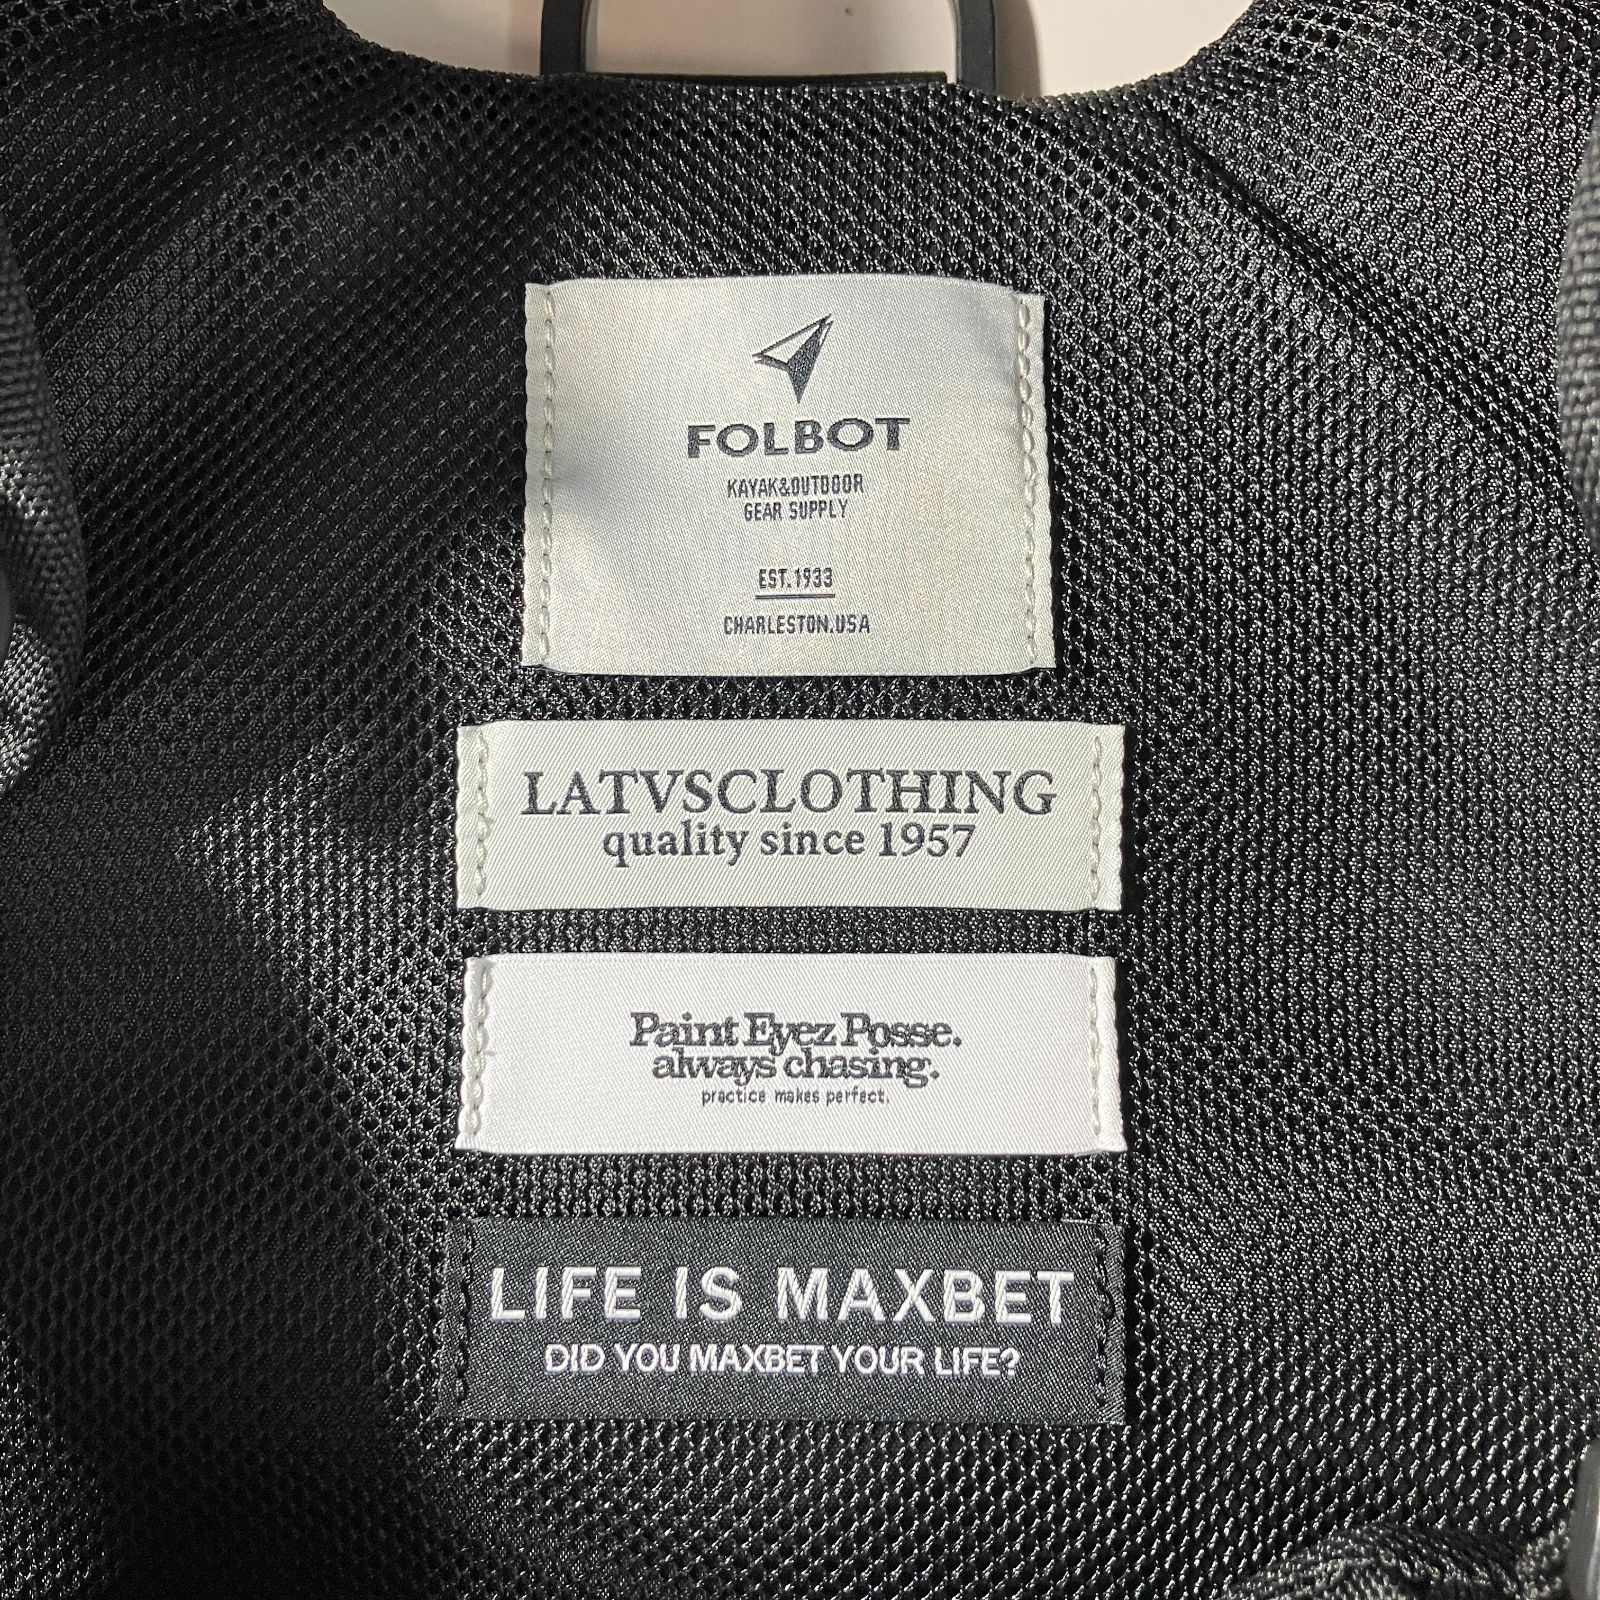 FOLBOT
KAYAK&OUTDOOR
GEAR SUPPLY
EST.1933
CHARLESTON.USA
LATVSCLOTHING
quality since 1957
Paint Eyez Posse.
always chasing.
practice makes perfect.
LIFE IS MAXBET
DID YOU MAXBET YOUR LIFE?